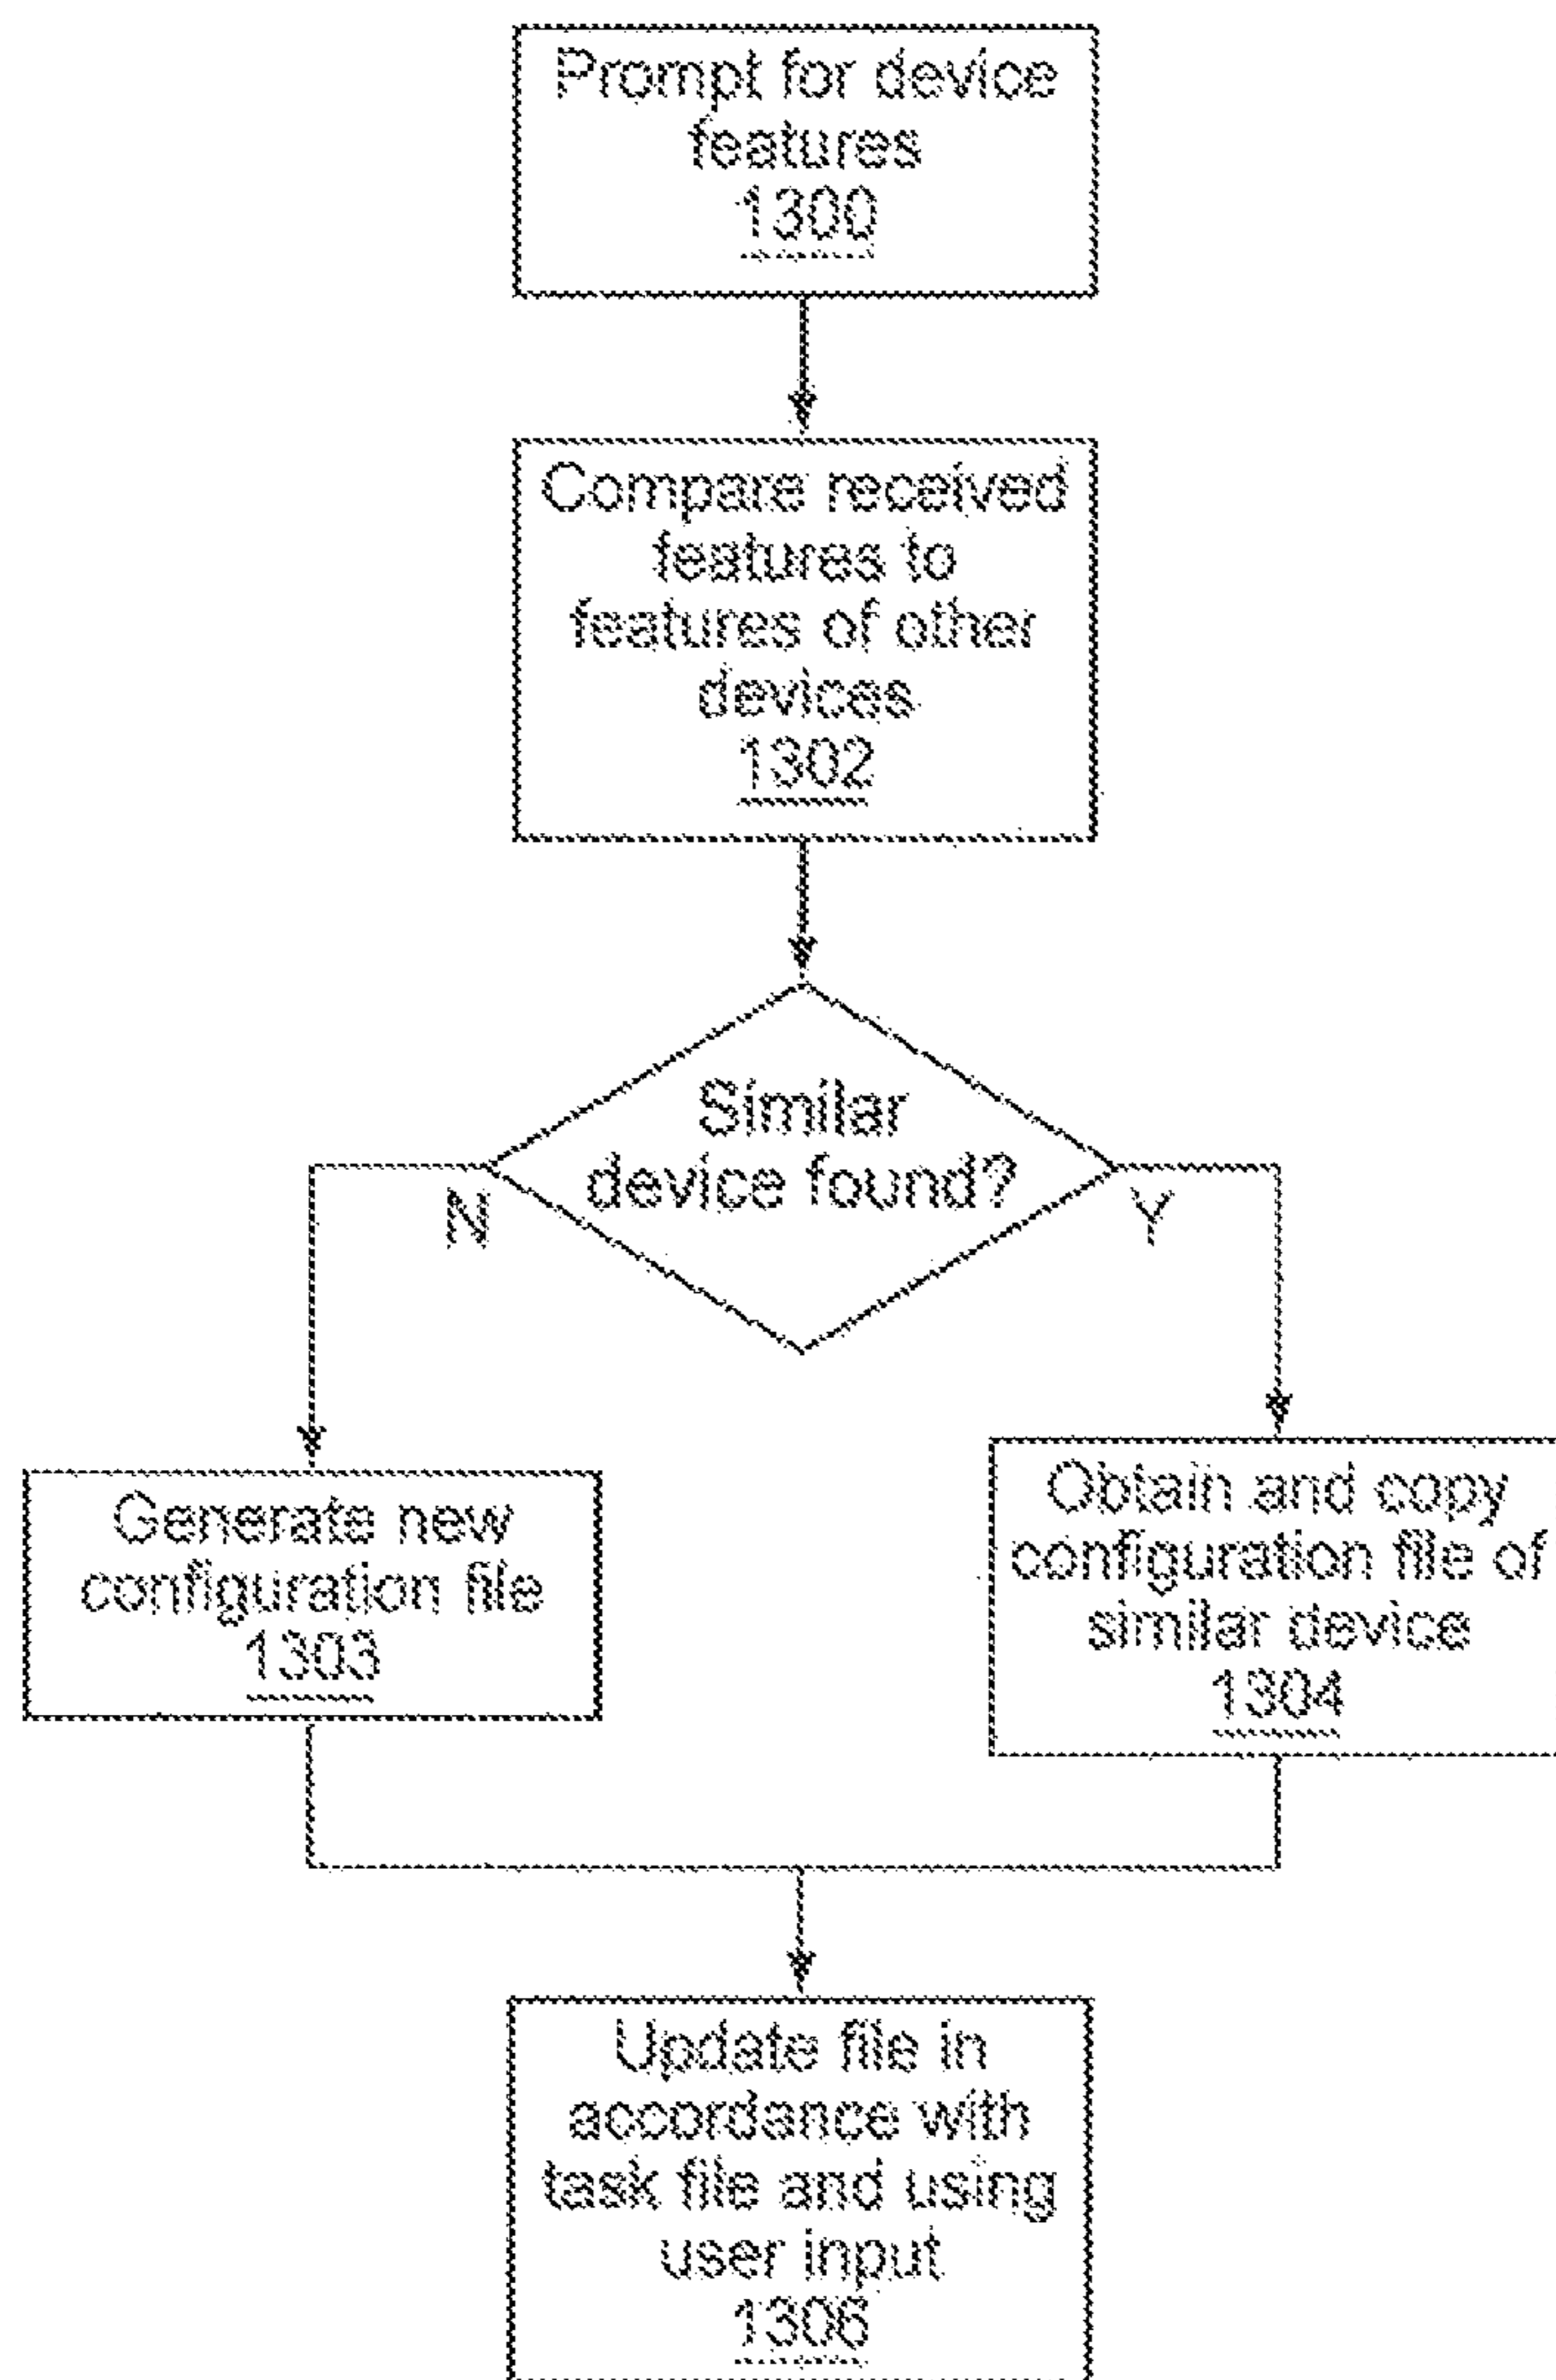 Prompt for device
features
1300
Compare received
features to
features of other
devices
1302
Similar
device found?
N
Y
Generate new
configuration file
1303
Obtain and copy
configuration file of
similar device
1304
Update file in
accordance with
task file and using
user input
1306